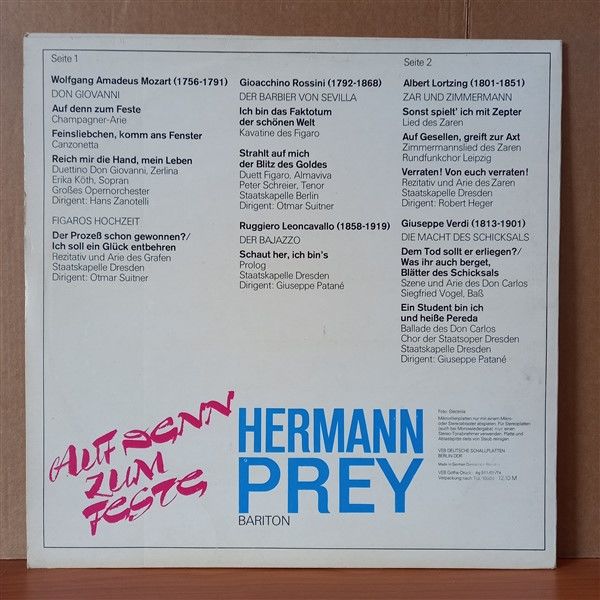 Seite 1
Wolfgang Amadeus Mozart (1756-1791)
DON GIOVANNI
Auf denn zum Feste
Champagner-Arie
Feinsliebchen, komm ans Fenster
Canzonetta
Reich mir die Hand, mein Leben
Duettino Don Giovanni, Zerlina
Erika Köth, Sopran
Großes Opernorchester
Dirigent: Hans Zanotelli
FIGAROS HOCHZEIT
Der Prozeß schon gewonnen?/
Ich soll ein Glück entbehren
Rezitativ und Arie des Grafen
Staatskapelle Dresden
Dirigent: Otmar Suitner
Gioacchino Rossini (1792-1868)
DER BARBIER VON SEVILLA
Ich bin das Faktotum
der schönen Welt
Kavatine des Figaro
Strahlt auf mich
der Blitz des Goldes
Duett Figaro, Almaviva
Peter Schreier, Tenor
Staatskapelle Berlin
Dirigent: Otmar Suitner
Ruggiero Leoncavallo (1858-1919)
DER BAJAZZO
Schaut her, ich bin's
Prolog
Staatskapelle Dresden
Dirigent: Giuseppe Patané
Seite 2
Albert Lortzing (1801-1851)
ZAR UND ZIMMERMANN
Sonst spielt' ich mit Zepter
Lied des Zaren
Auf Gesellen, greift zur Axt
Zimmermannslied des Zaren
Rundfunkchor Leipzig
Verraten! Von euch verraten!
Rezitativ und Arie des Zaren
Staatskapelle Dresden
Dirigent: Robert Heger
Giuseppe Verdi (1813-1901)
DIE MACHT DES SCHICKSALS
Dem Tod sollt er erliegen?/
Was ihr auch berget,
Blätter des Schicksals
Szene und Arie des Don Carlos
Siegfried Vogel, Baß
Ein Student bin ich
und heiße Pereda
Ballade des Don Carlos
Chor der Staatsoper Dresden
Staatskapelle Dresden
Dirigent: Giuseppe Patané
AUF DENN
ZUM
FESTE
HERMANN
PREY
BARITON
VEB DEUTSCHE SCHALLPLATTEN
BERLIN DDR
12,10 M